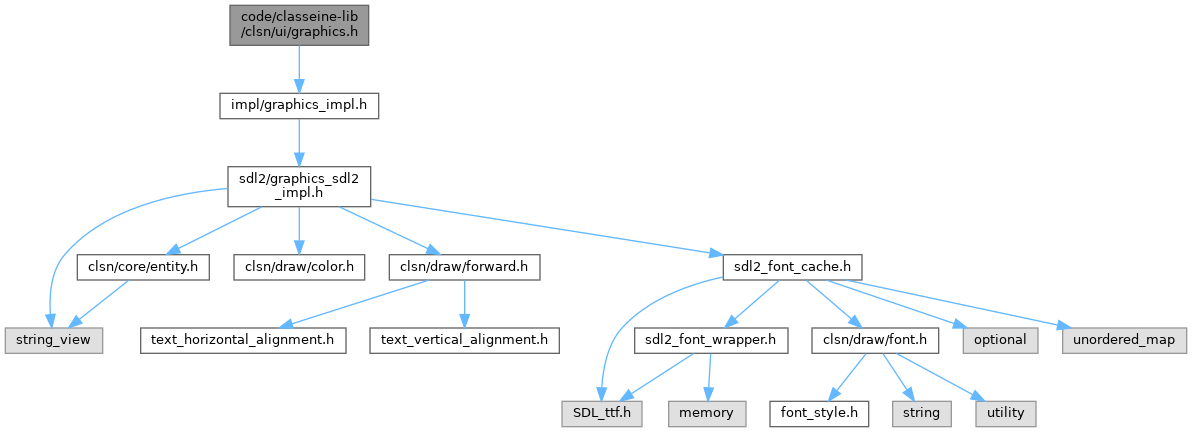 code/classeine-lib
/clsn/ui/graphics.h
impl/graphics_impl.h
sdl2/graphics_sdl2
_impl.h
clsn/core/entity.h
clsn/draw/color.h
clsn/draw/forward.h
sdl2_font_cache.h
string_view
text_horizontal_alignment.h
text_vertical_alignment.h
sdl2_font_wrapper.h
clsn/draw/font.h
optional
unordered_map
SDL_ttf.h
memory
font_style.h
string
utility